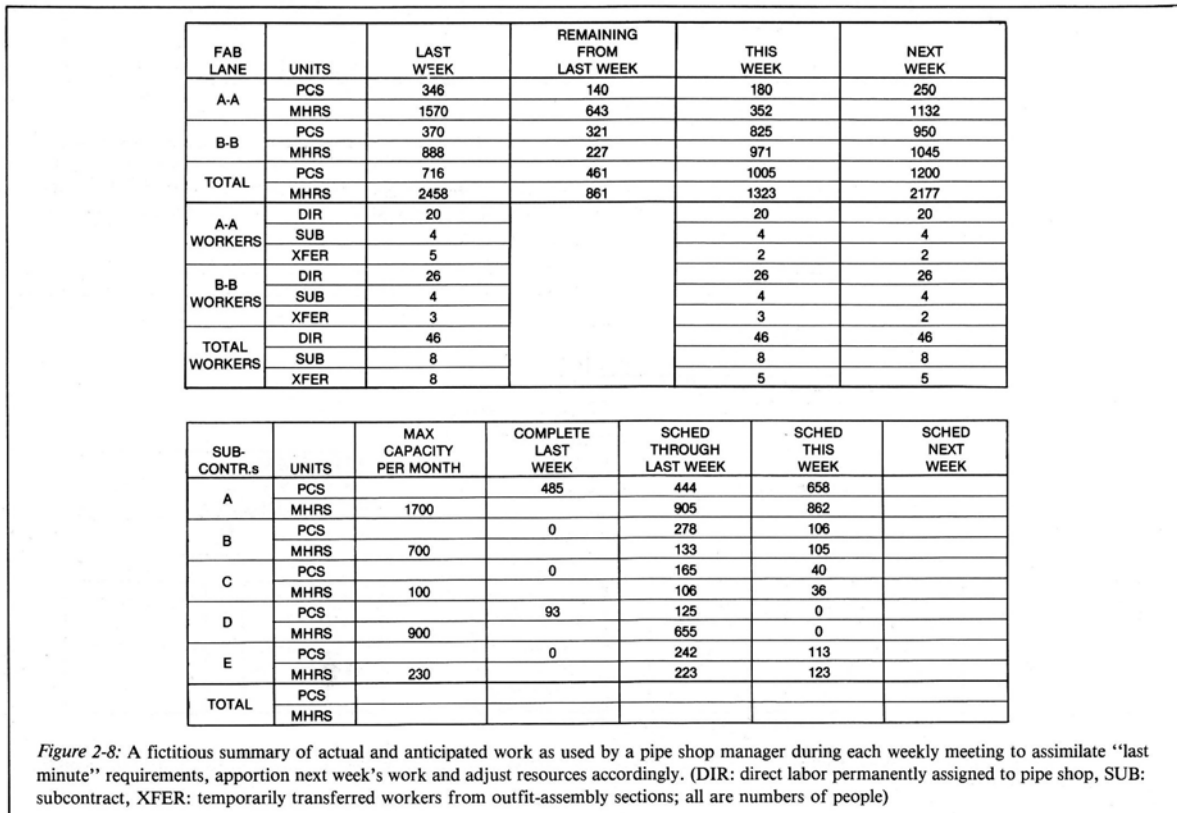 FAB LANE UNITS LAST WEEK REMAINING FROM LAST WEEK THIS WEEK NEXT WEEK
A-A PCS 346 140 180 250
MHRS 1570 643 352 1132
B-B PCS 370 321 825 950
MHRS 888 227 971 1045
TOTAL PCS 716 461 1005 1200
MHRS 2458 861 1323 2177
A-A WORKERS DIR 20 20 20
SUB 4 4 4
XFER 5 2 2
B-B WORKERS DIR 26 26 26
SUB 4 4 4
XFER 3 3 2
TOTAL WORKERS DIR 46 46 46
SUB 8 8 8
XFER 8 5 5
SUB-CONTR.s UNITS MAX CAPACITY PER MONTH COMPLETE LAST WEEK SCHED THROUGH LAST WEEK SCHED THIS WEEK SCHED NEXT WEEK
A PCS 485 444 658
MHRS 1700 905 862
B PCS 0 278 106
MHRS 700 133 105
C PCS 0 165 40
MHRS 100 106 36
D PCS 93 125 0
MHRS 900 655 0
E PCS 0 242 113
MHRS 230 223 123
TOTAL PCS
MHRS
Figure 2-8: A fictitious summary of actual and anticipated work as used by a pipe shop manager during each weekly meeting to assimilate “last
minute” requirements, apportion next week's work and adjust resources accordingly. (DIR: direct labor permanently assigned to pipe shop, SUB:
subcontract, XFER: temporarily transferred workers from outfit-assembly sections; all are numbers of people)